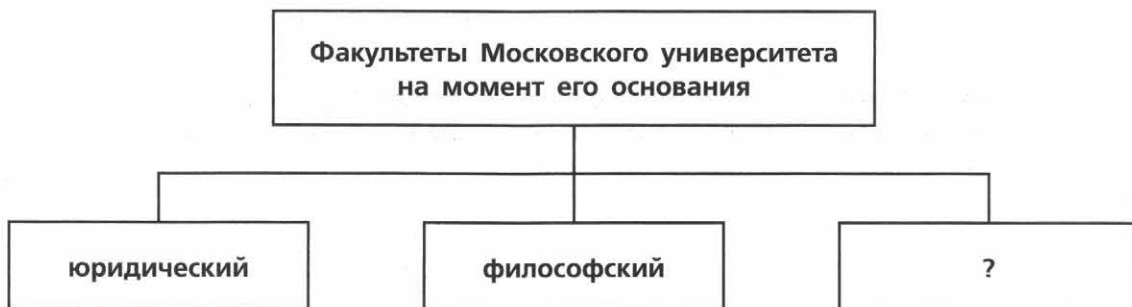 Факультеты Московского университета
на момент его основания
юридический
философский
?